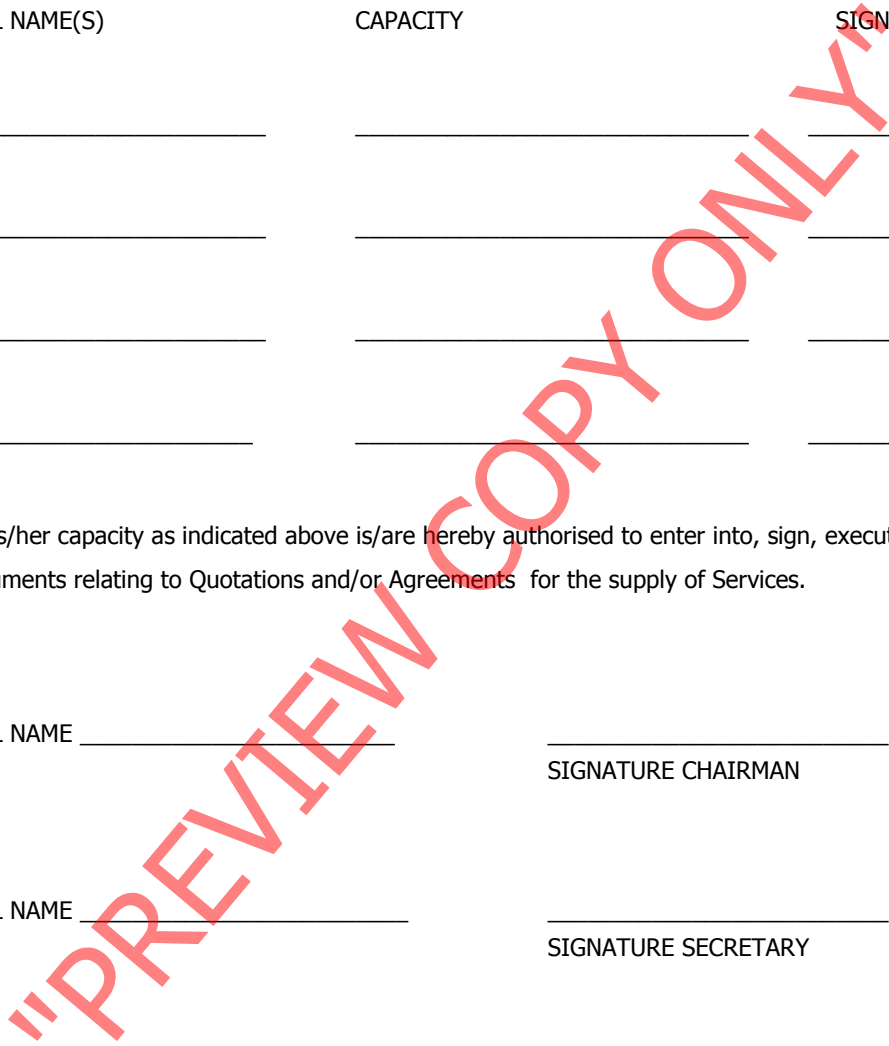 L NAME(S) CAPACITY SIGN
s/her capacity as indicated above is/are hereby authorised to enter into, sign, execut
uments relating to Quotations and/or Agreements for the supply of Services.
L NAME
SIGNATURE CHAIRMAN
L NAME
SIGNATURE SECRETARY
"PREVIEW COPY ONLY"